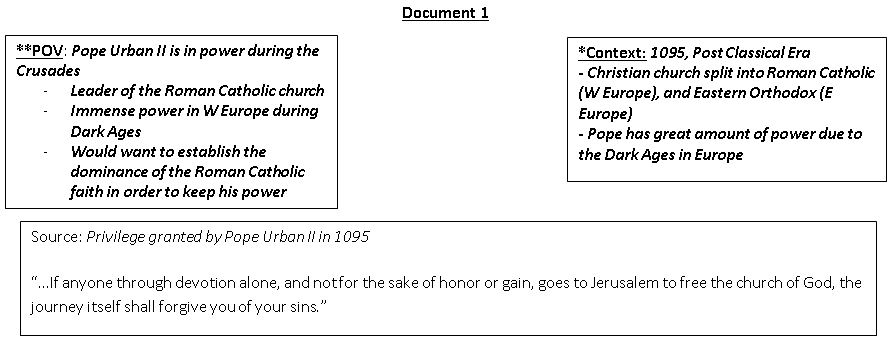 Document 1
**POV: Pope Urban II is in power during the
Crusades
- Leader of the Roman Catholic church
- Immense power in W Europe during
Dark Ages
- Would want to establish the
dominance of the Roman Catholic
faith in order to keep his power
*Context: 1095, Post Classical Era
- Christian church split into Roman Catholic
(W Europe), and Eastern Orthodox (E
Europe)
- Pope has great amount of power due to
the Dark Ages in Europe
Source: Privilege granted by Pope Urban II in 1095
“...If anyone through devotion alone, and not for the sake of honor or gain, goes to Jerusalem to free the church of God, the
journey itself shall forgive you of your sins.”